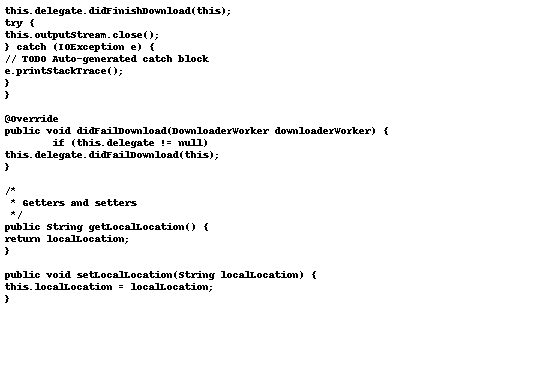 this.delegate.didFinishDownload(this);
try {
this.outputStream.close();
} catch (IOException e) {
// TODO Auto-generated catch block
e.printStackTrace();
}
}

@Override
public void didFailDownload(DownloaderWorker downloaderWorker) {
        if (this.delegate != null)
this.delegate.didFailDownload(this);
}

/*
 * Getters and setters
 */
public String getLocalLocation() {
return localLocation;
}

public void setLocalLocation(String localLocation) {
this.localLocation = localLocation;
}